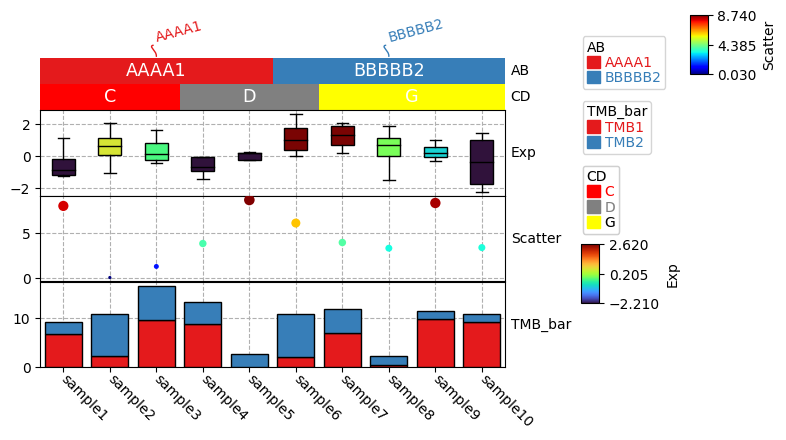 AAAA1
BBBBB2
AAAA1 BBBBB2 AB
C D G CD
2
0
−2
Exp
5
0
Scatter
10
0
TMB_bar
sample1 sample2 sample3 sample4 sample5 sample6 sample7 sample8 sample9 sample10
AB
AAAA1
BBBBB2
TMB_bar
TMB1
TMB2
CD
C
D
G
2.620
0.205
−2.210
Exp
8.740
4.385
0.030
Scatter